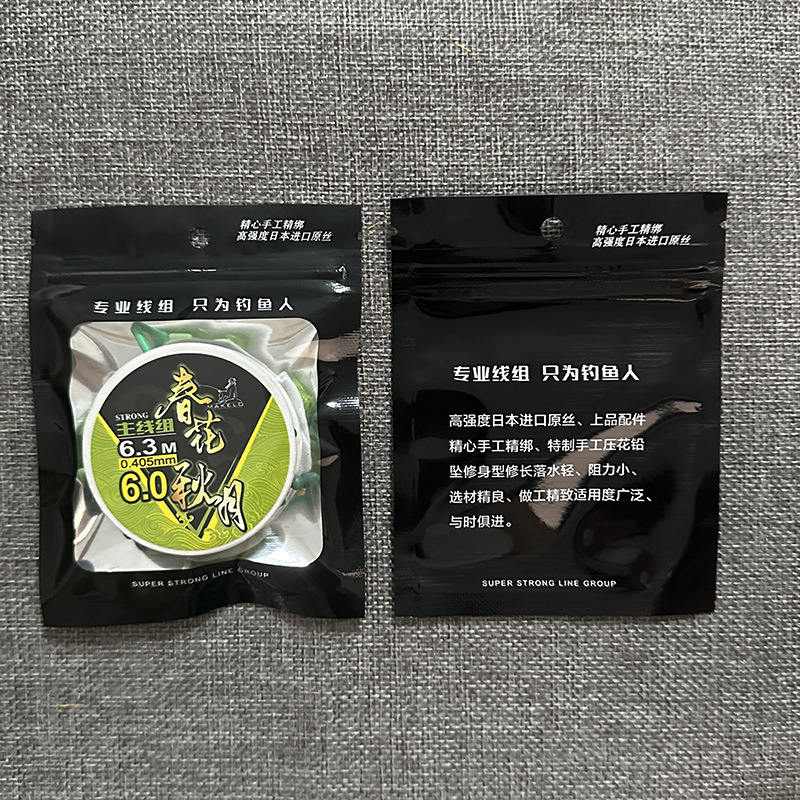 精心手工精绑
高强度日本进口原丝
专业线组 只为钓鱼人
STRONG
主线组
6.3M
0.405mm
6.0
春花
秋月
SUPER STRONG LINE GROUP
精心手工精绑
高强度日本进口原丝
专业线组 只为钓鱼人
高强度日本进口原丝、上品配件
精心手工精绑、特制手工压花铅
坠修身型修长落水轻、阻力小、
选材精良、做工精致适用度广泛、
与时俱进。
SUPER STRONG LINE GROUP